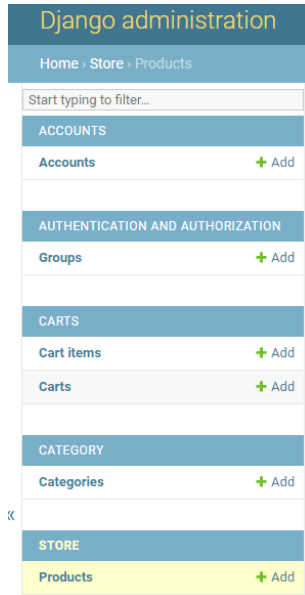 Django administration
Home › Store › Products
Start typing to filter...
ACCOUNTS
Accounts + Add
AUTHENTICATION AND AUTHORIZATION
Groups + Add
CARTS
Cart items + Add
Carts + Add
CATEGORY
Categories + Add
«
STORE
Products + Add